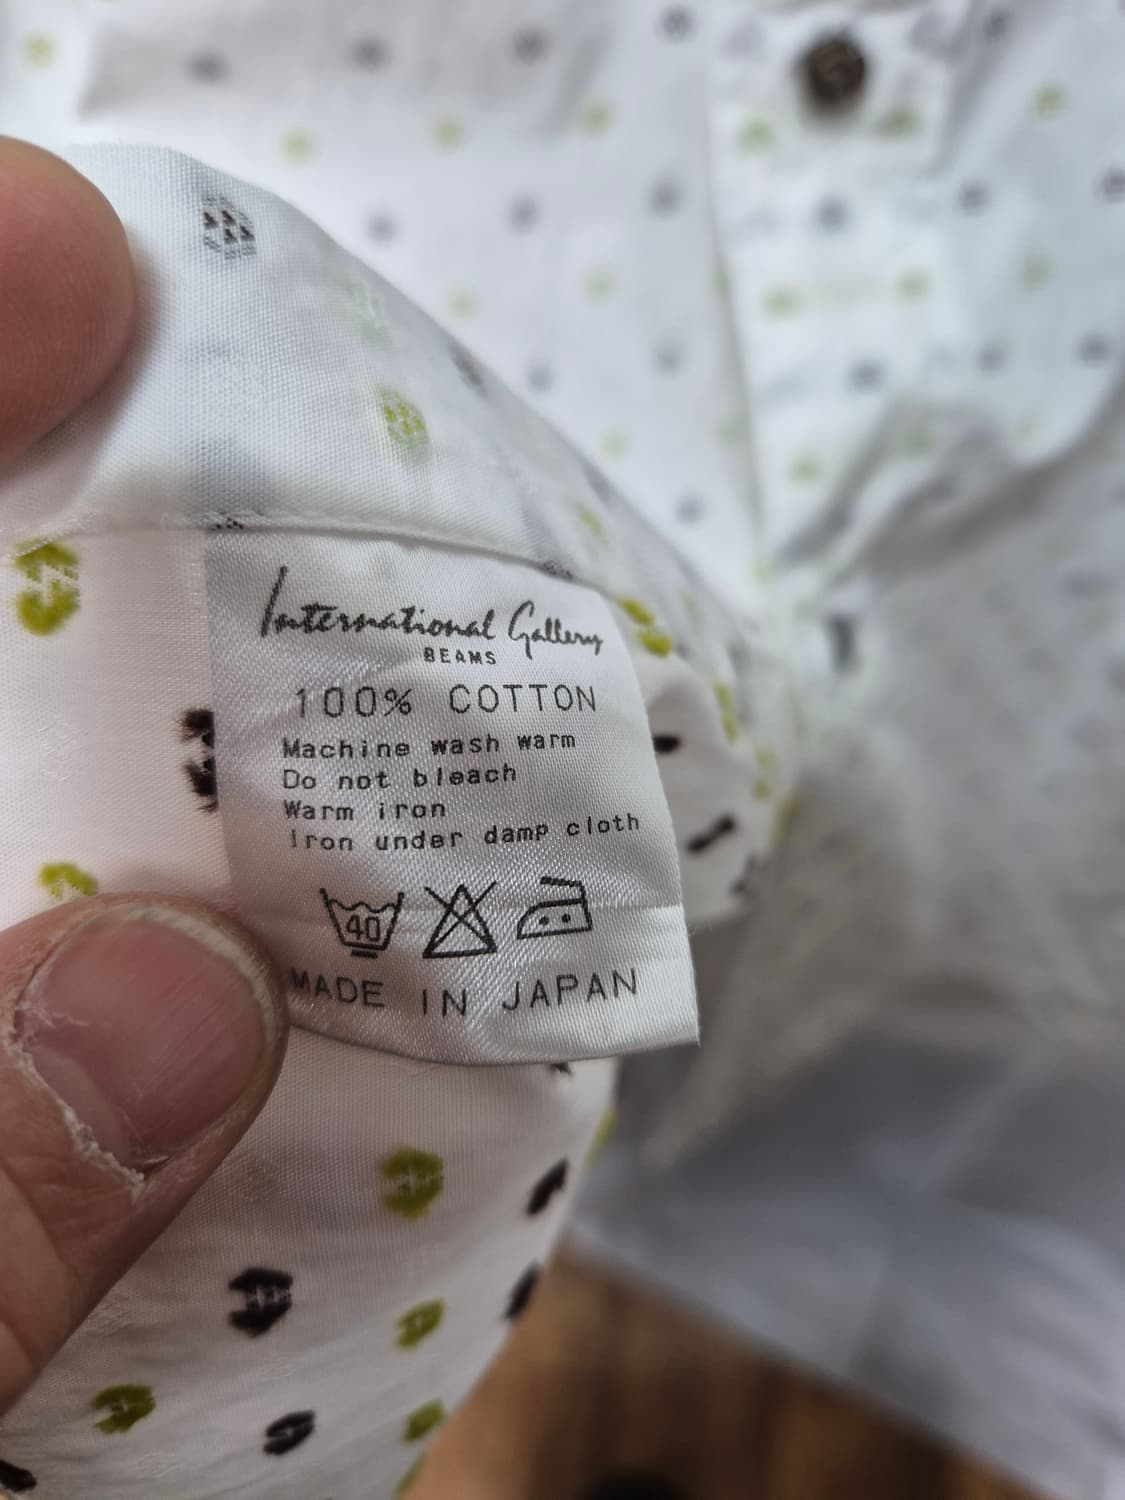 International Gallery
BEAMS
100% COTTON
Machine wash warm
Do not bleach
Warm iron
Iron under damp cloth
40
MADE IN JAPAN